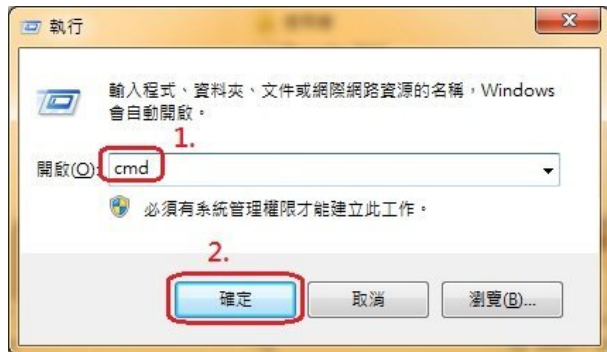 執行
輸入程式、資料夾、文件或網際網路資源的名稱，Windows
會自動開啟。
1.
開啟(O): cmd
必須有系統管理權限才能建立此工作。
2.
確定 取消 瀏覽(B)...